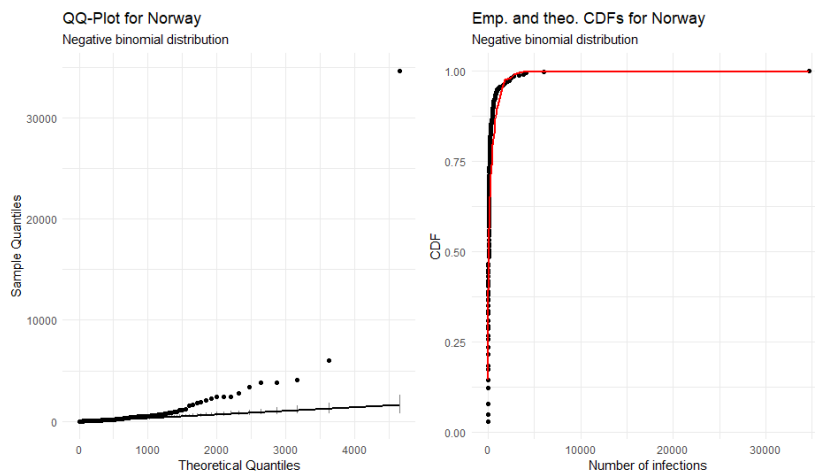 QQ-Plot for Norway
Negative binomial distribution
Sample Quantiles
30000
20000
10000
0
0
1000
2000
3000
4000
Theoretical Quantiles
Emp. and theo. CDFs for Norway
Negative binomial distribution
CDF
1.00
0.75
0.50
0.25
0.00
0
10000
20000
30000
Number of infections